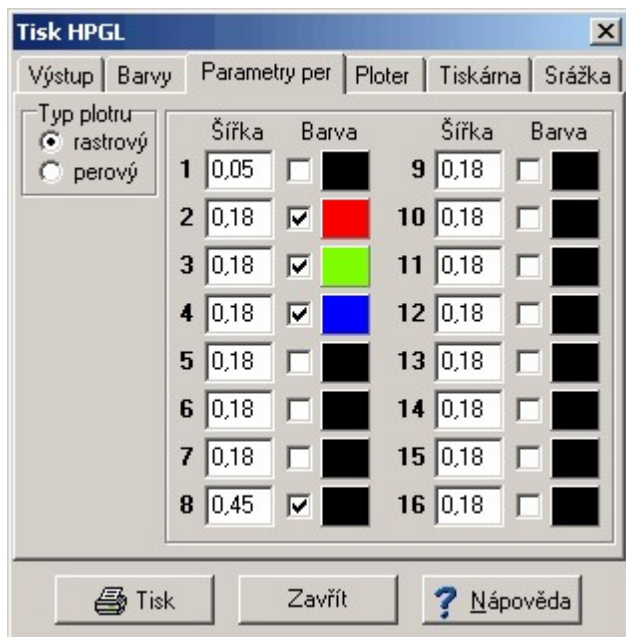 Tisk HPGL
Výstup Barvy Parametry per Ploter Tiskárna Srážka
Typ plotru
rastrový
perový
Šířka Barva Šířka Barva
1 0,05 9 0,18
2 0,18 10 0,18
3 0,18 11 0,18
4 0,18 12 0,18
5 0,18 13 0,18
6 0,18 14 0,18
7 0,18 15 0,18
8 0,45 16 0,18
Tisk Zavřít ? Nápověda